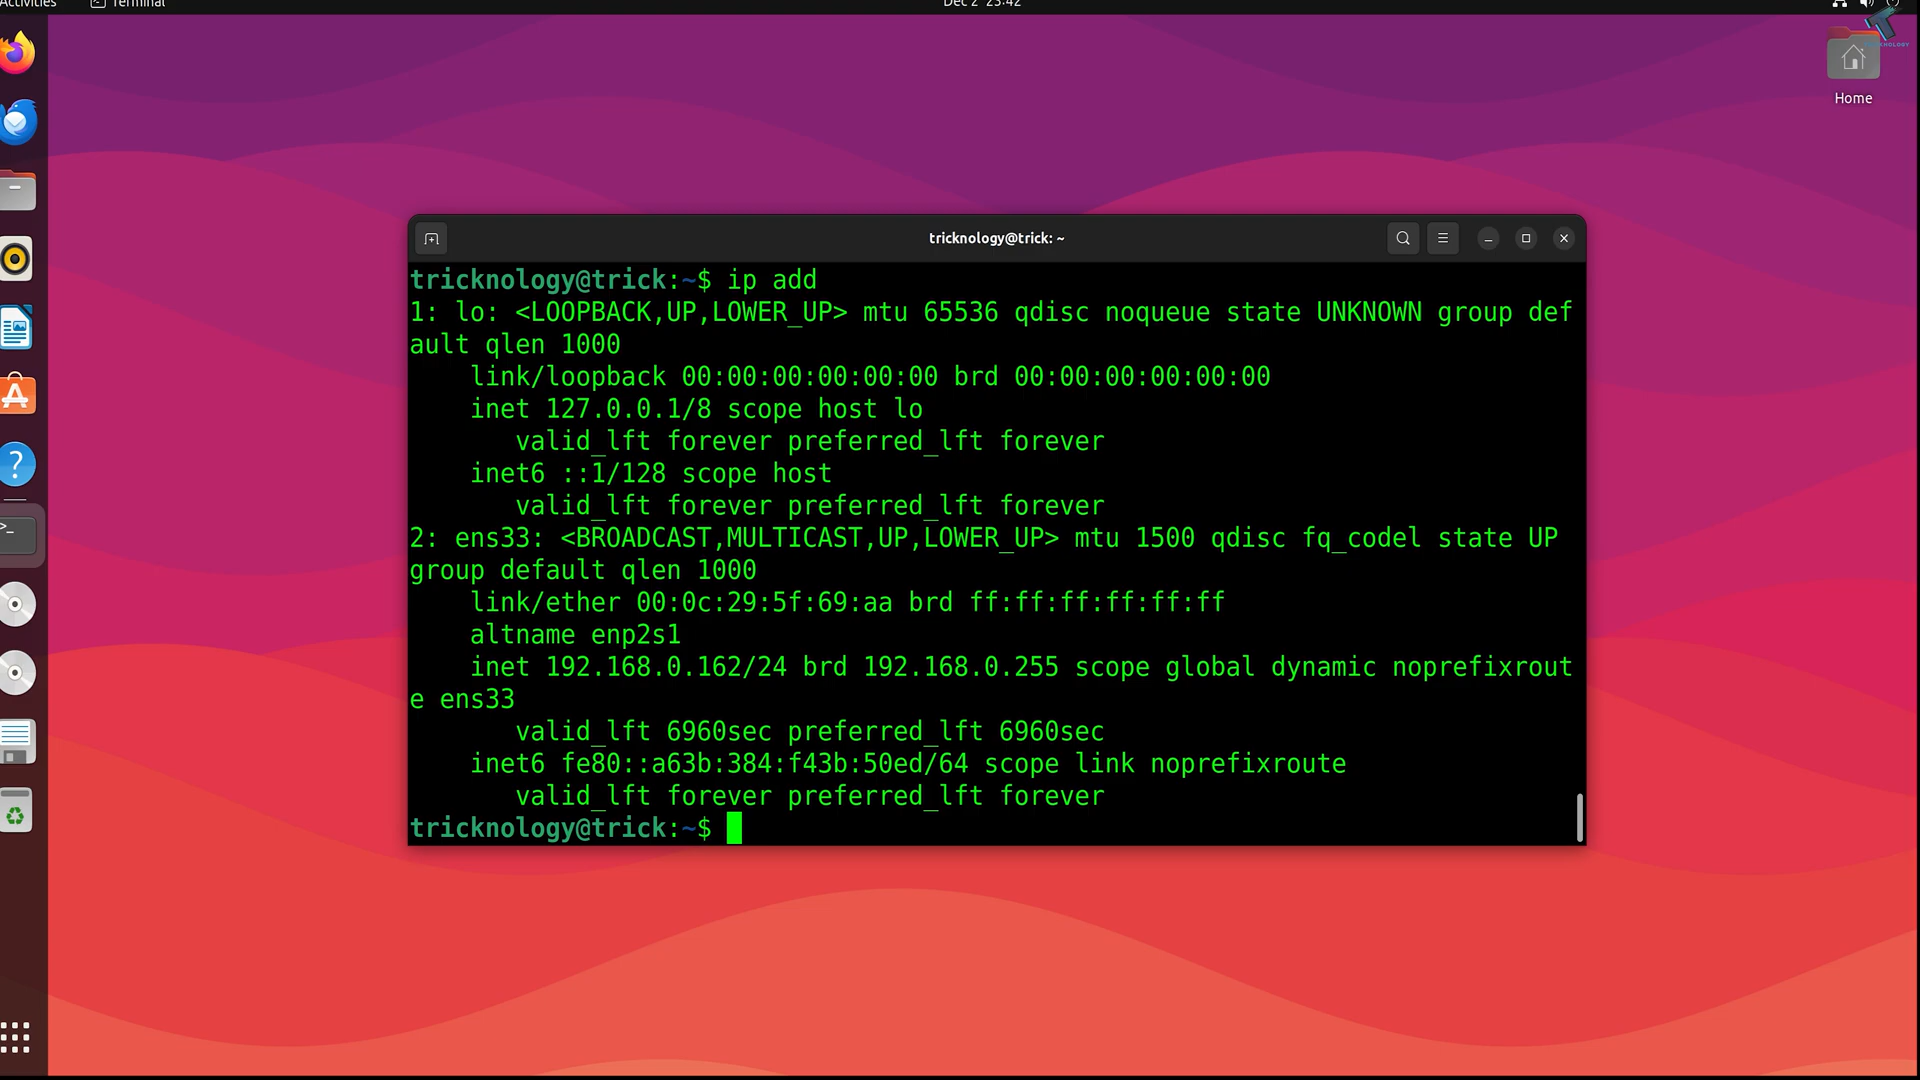 Activities Terminal Dec 2 23:42
Home
tricknology@trick: ~
tricknology@trick:~$ ip add
1: lo: <LOOPBACK,UP,LOWER_UP> mtu 65536 qdisc noqueue state UNKNOWN group def
ault qlen 1000
link/loopback 00:00:00:00:00:00 brd 00:00:00:00:00:00
inet 127.0.0.1/8 scope host lo
valid_lft forever preferred_lft forever
inet6 ::1/128 scope host
valid_lft forever preferred_lft forever
2: ens33: <BROADCAST,MULTICAST,UP,LOWER_UP> mtu 1500 qdisc fq_codel state UP
group default qlen 1000
link/ether 00:0c:29:5f:69:aa brd ff:ff:ff:ff:ff:ff
altname enp2s1
inet 192.168.0.162/24 brd 192.168.0.255 scope global dynamic noprefixrout
e ens33
valid_lft 6960sec preferred_lft 6960sec
inet6 fe80::a63b:384:f43b:50ed/64 scope link noprefixroute
valid_lft forever preferred_lft forever
tricknology@trick:~$